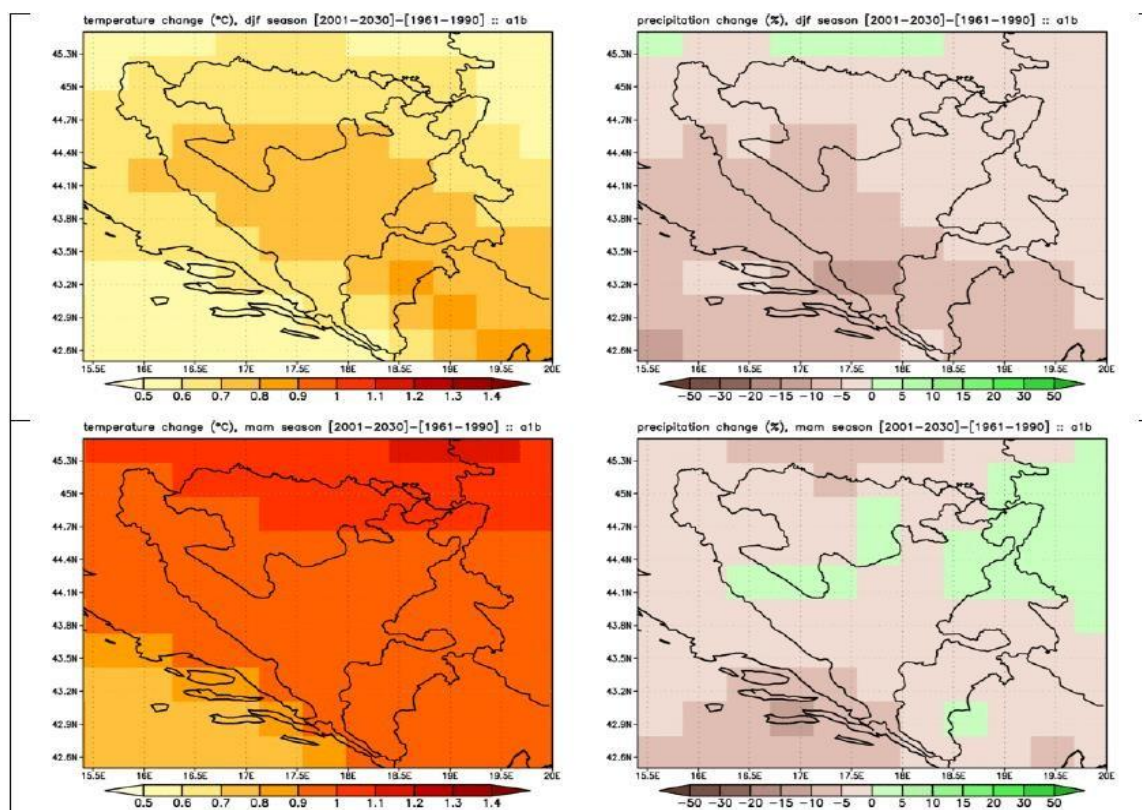 temperature change (°C), djf season [2001−2030]−[1961−1990] :: a1b
45.3N
45N
44.7N
44.4N
44.1N
43.8N
43.5N
43.2N
42.9N
42.6N
15.5E 16E 16.5E 17E 17.5E 18E 18.5E 19E 19.5E 20E
0.5 0.6 0.7 0.8 0.9 1 1.1 1.2 1.3 1.4
precipitation change (%), djf season [2001−2030]−[1961−1990] :: a1b
45.3N
45N
44.7N
44.4N
44.1N
43.8N
43.5N
43.2N
42.9N
42.6N
15.5E 16E 16.5E 17E 17.5E 18E 18.5E 19E 19.5E 20E
−50 −30 −20 −15 −10 −5 0 5 10 15 20 30 50
temperature change (°C), mam season [2001−2030]−[1961−1990] :: a1b
45.3N
45N
44.7N
44.4N
44.1N
43.8N
43.5N
43.2N
42.9N
42.6N
15.5E 16E 16.5E 17E 17.5E 18E 18.5E 19E 19.5E 20E
0.5 0.6 0.7 0.8 0.9 1 1.1 1.2 1.3 1.4
precipitation change (%), mam season [2001−2030]−[1961−1990] :: a1b
45.3N
45N
44.7N
44.4N
44.1N
43.8N
43.5N
43.2N
42.9N
42.6N
15.5E 16E 16.5E 17E 17.5E 18E 18.5E 19E 19.5E 20E
−50 −30 −20 −15 −10 −5 0 5 10 15 20 30 50